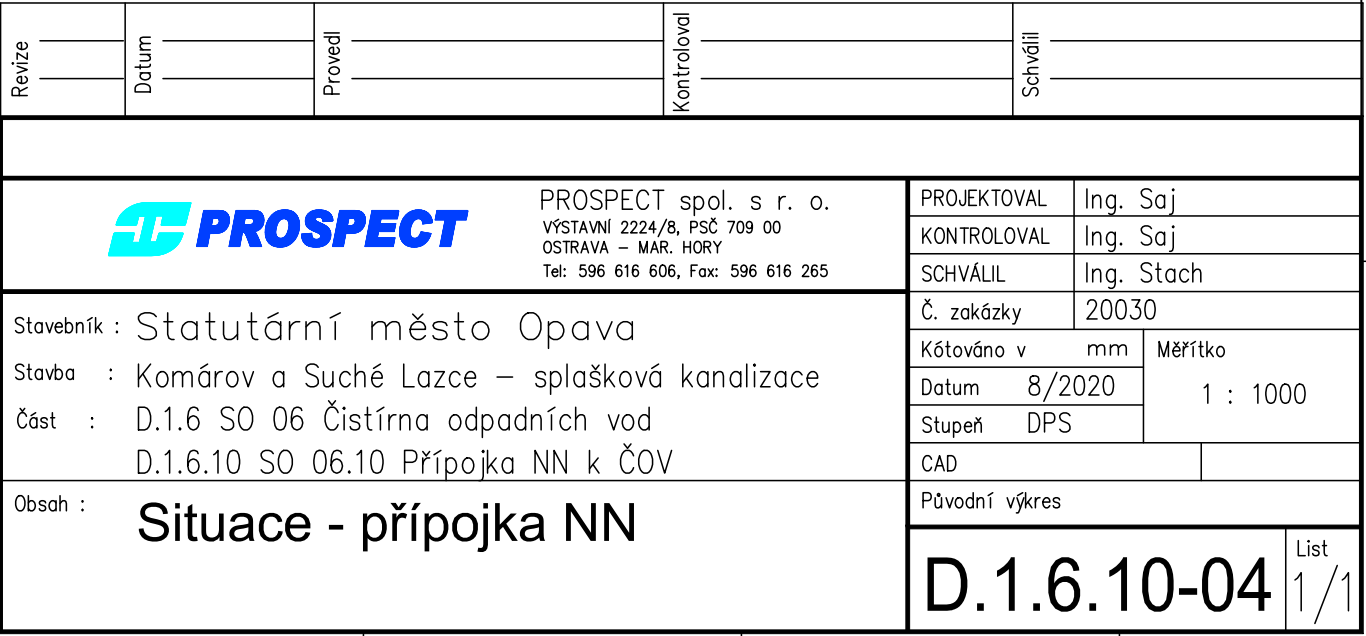 Revize
Datum
Provedl
Kontroloval
Schválil
PROSPECT
PROSPECT spol. s r. o.
VÝSTAVNÍ 2224/8, PSČ 709 00
OSTRAVA – MAR. HORY
Tel: 596 616 606, Fax: 596 616 265
PROJEKTOVAL Ing. Saj
KONTROLOVAL Ing. Saj
SCHVÁLIL Ing. Stach
Č. zakázky 20030
Kótováno v mm
Měřítko
1 : 1000
Datum 8/2020
Stupeň DPS
CAD
Původní výkres
Stavebník : Statutární město Opava
Stavba : Komárov a Suché Lazce – splašková kanalizace
Část : D.1.6 SO 06 Čistírna odpadních vod
D.1.6.10 SO 06.10 Přípojka NN k ČOV
Obsah : Situace - přípojka NN
D.1.6.10-04
List
1/1